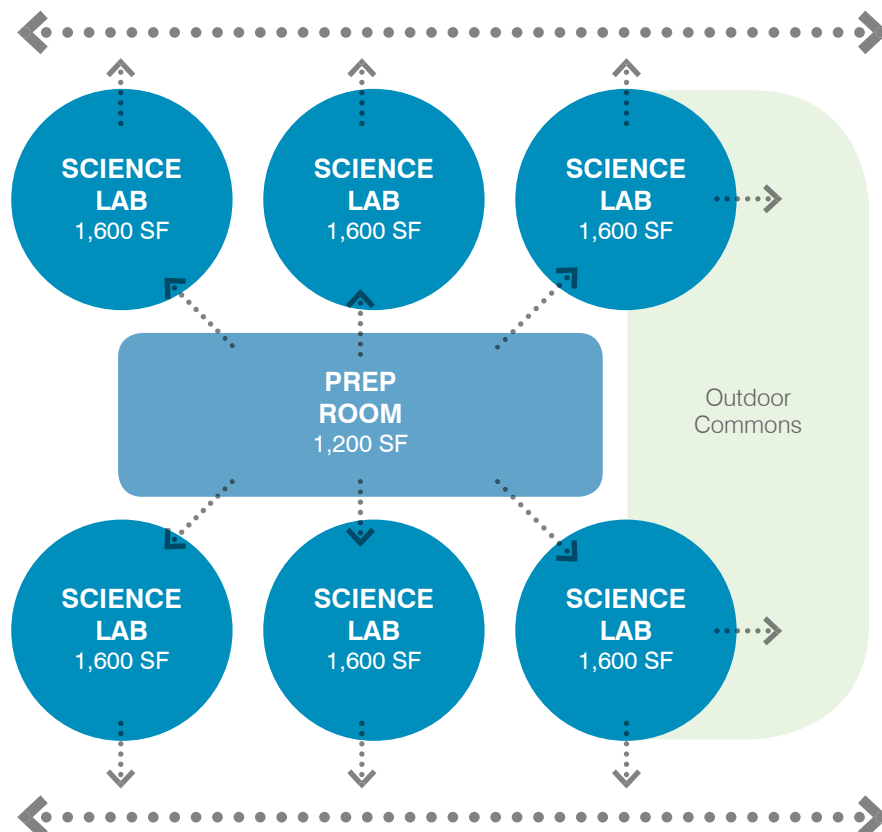 SCIENCE
LAB
1,600 SF
SCIENCE
LAB
1,600 SF
SCIENCE
LAB
1,600 SF
PREP
ROOM
1,200 SF
Outdoor
Commons
SCIENCE
LAB
1,600 SF
SCIENCE
LAB
1,600 SF
SCIENCE
LAB
1,600 SF